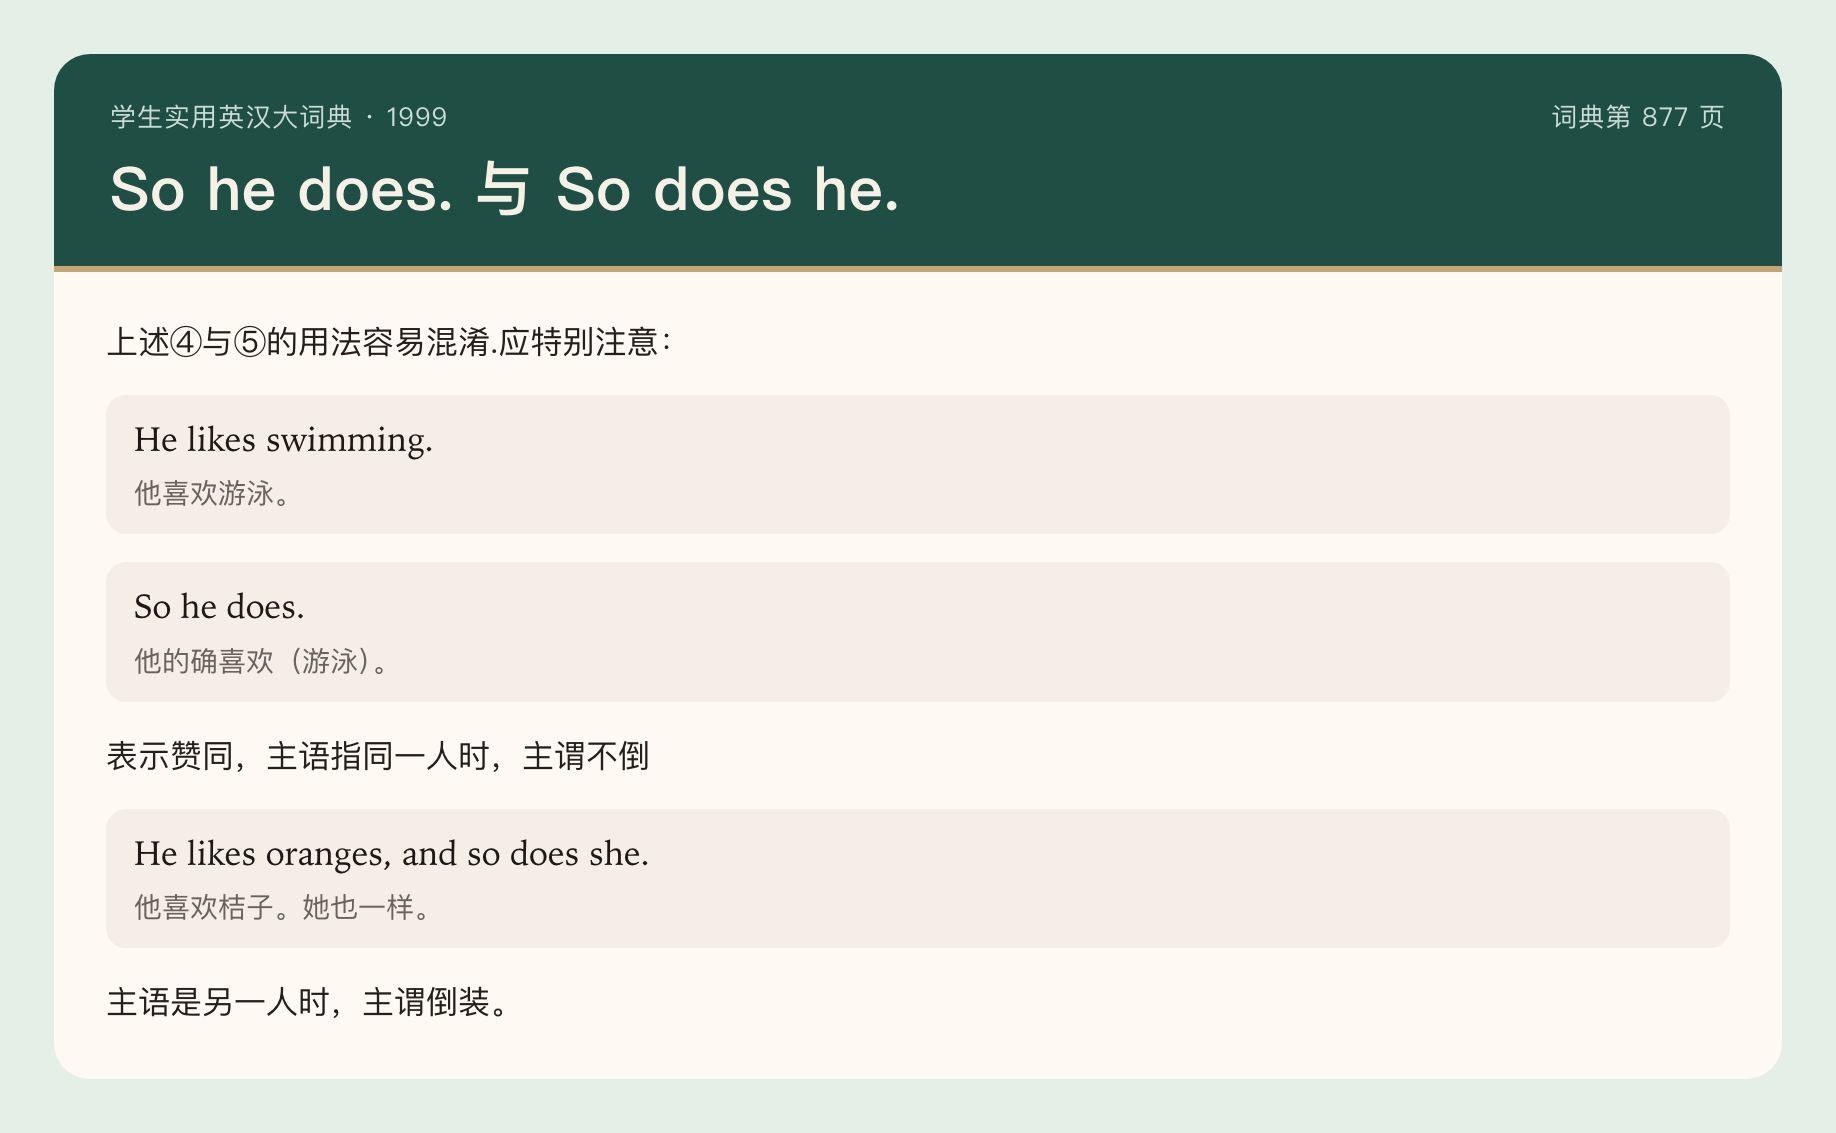 学生实用英汉大词典 · 1999
词典第 877 页
So he does. 与 So does he.
上述④与⑤的用法容易混淆.应特别注意：
He likes swimming.
他喜欢游泳。
So he does.
他的确喜欢（游泳）。
表示赞同，主语指同一人时，主谓不倒
He likes oranges, and so does she.
他喜欢桔子。她也一样。
主语是另一人时，主谓倒装。